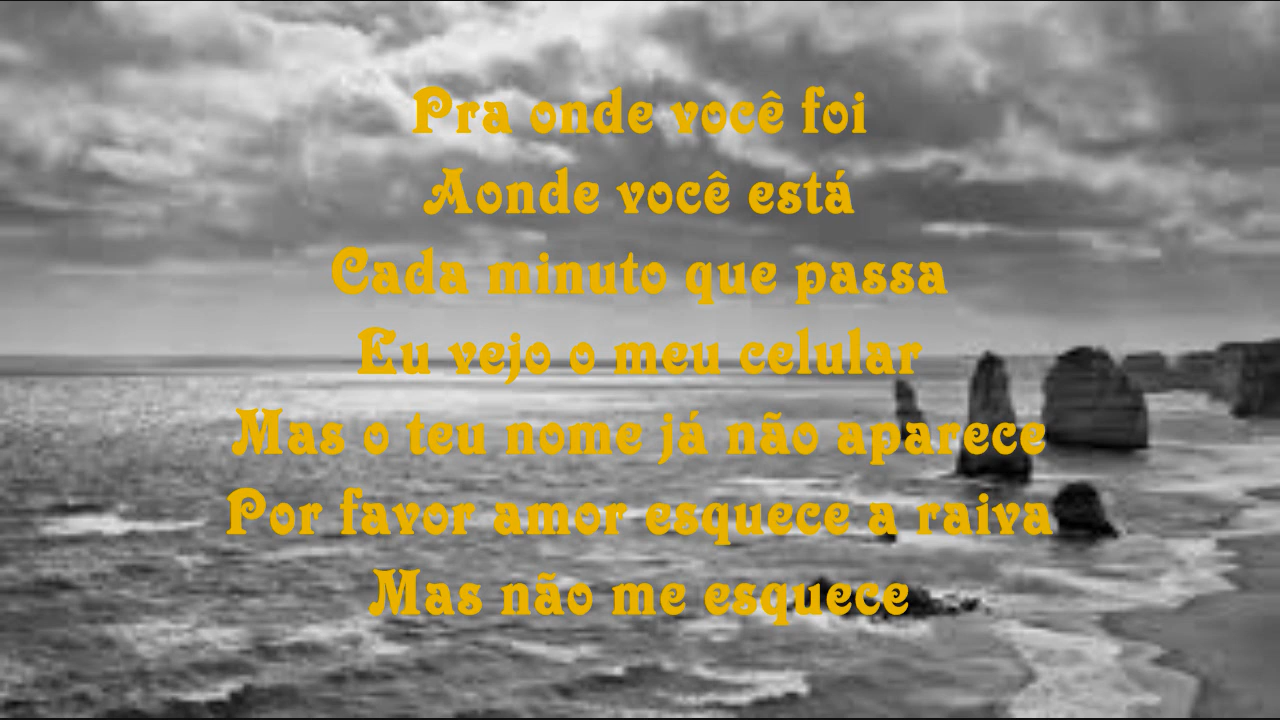 Pra onde você foi
Aonde você está
Cada minuto que passa
Eu vejo o meu celular
Mas o teu nome já não aparece
Por favor amor esquece a raiva
Mas não me esquece